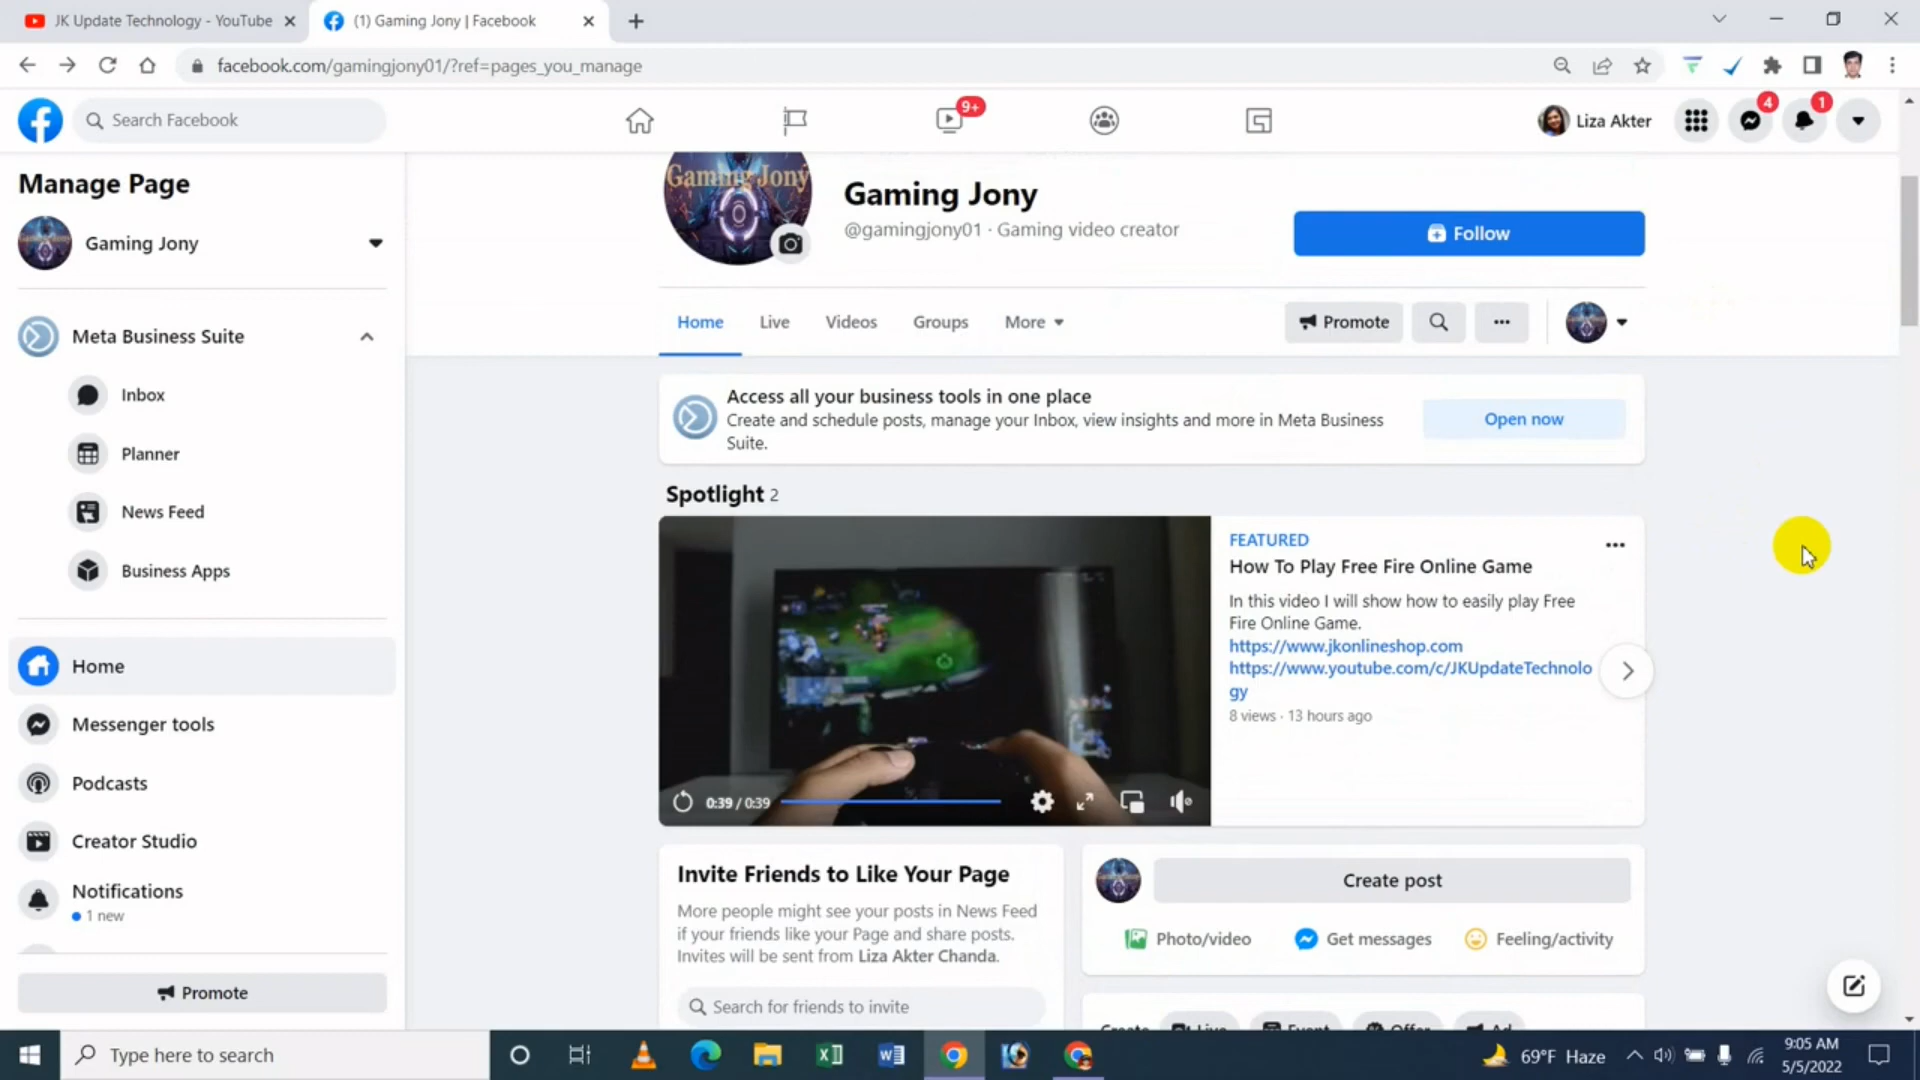 JK Update Technology - YouTube
(1) Gaming Jony | Facebook
facebook.com/gamingjony01/?ref=pages_you_manage
Search Facebook
9+
Liza Akter
4
1
Manage Page
Gaming Jony
Meta Business Suite
Inbox
Planner
News Feed
Business Apps
Home
Messenger tools
Podcasts
Creator Studio
Notifications
1 new
Promote
Gaming Jony
Gaming Jony
@gamingjony01 · Gaming video creator
Follow
Home
Live
Videos
Groups
More
Promote
Access all your business tools in one place
Create and schedule posts, manage your Inbox, view insights and more in Meta Business
Suite.
Open now
Spotlight 2
FEATURED
How To Play Free Fire Online Game
In this video I will show how to easily play Free
Fire Online Game.
https://www.jkonlineshop.com
https://www.youtube.com/c/JKUpdateTechnolo
gy
8 views · 13 hours ago
0:39 / 0:39
Invite Friends to Like Your Page
More people might see your posts in News Feed
if your friends like your Page and share posts.
Invites will be sent from Liza Akter Chanda.
Search for friends to invite
Create post
Photo/video
Get messages
Feeling/activity
Create
Live
Event
Offer
Ad
Type here to search
69°F Haze
9:05 AM
5/5/2022